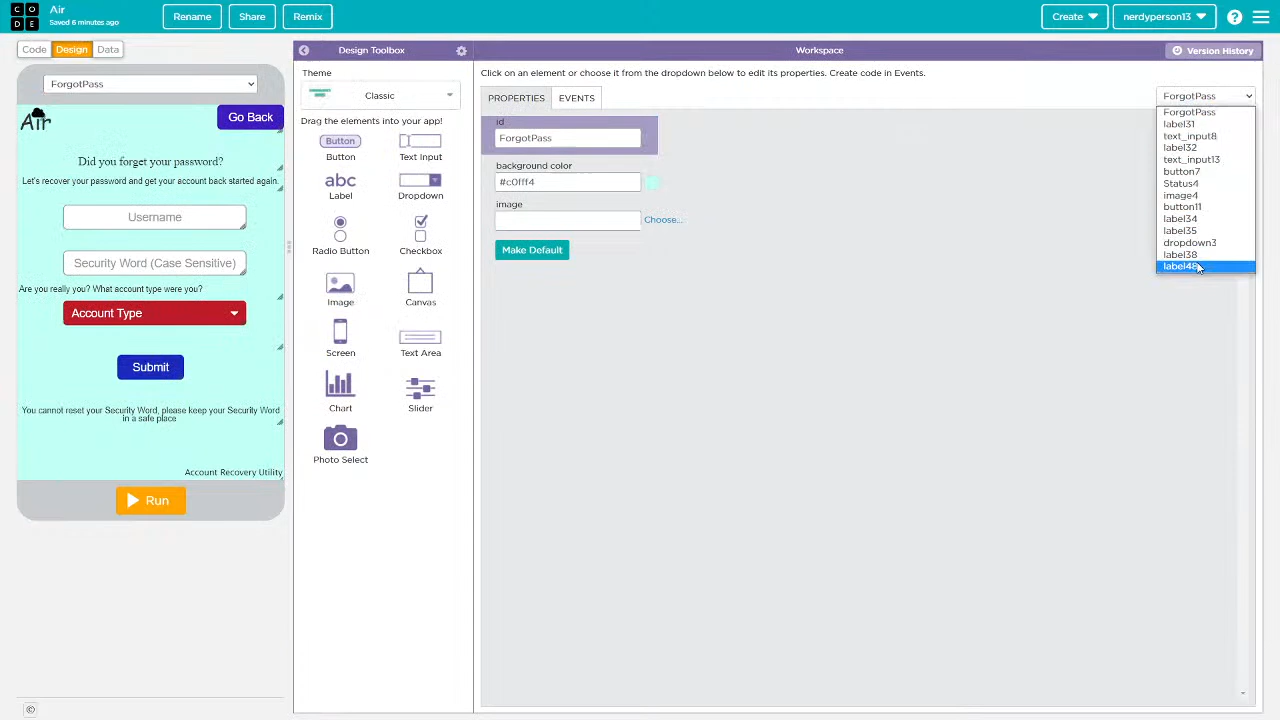 CODE
Air
Saved 6 minutes ago
Rename
Share
Remix
Create
nerdyperson13
?
Code
Design
Data
Design Toolbox
Workspace
Version History
ForgotPass
Air
Go Back
Did you forget your password?
Let's recover your password and get your account back started again.
Username
Security Word (Case Sensitive)
Are you really you? What account type were you?
Account Type
Submit
You cannot reset your Security Word, please keep your Security Word
in a safe place
Account Recovery Utility
Run
©
Theme
Classic
Drag the elements into your app!
Button
Button
Text Input
abc
Label
Dropdown
Radio Button
Checkbox
Image
Canvas
Screen
Text Area
Chart
Slider
Photo Select
Click on an element or choose it from the dropdown below to edit its properties. Create code in Events.
PROPERTIES
EVENTS
id
ForgotPass
background color
#c0fff4
image
Choose...
Make Default
ForgotPass
ForgotPass
label31
text_input8
label32
text_input13
button7
Status4
image4
button11
label34
label35
dropdown3
label38
label48